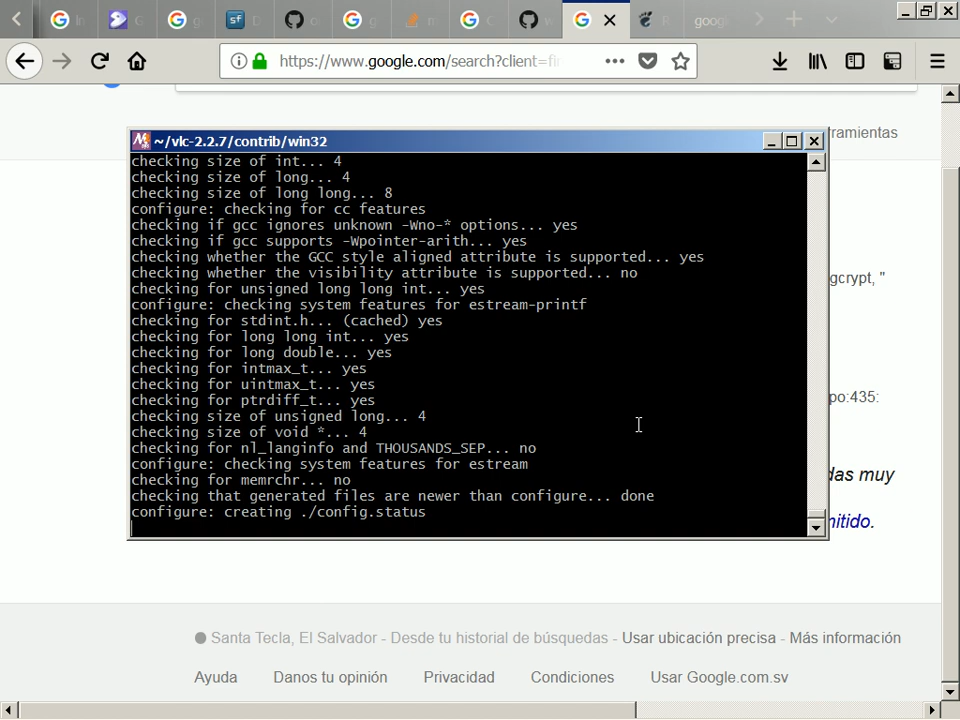 In
G
g
D
o
g
m
C
w
R
goog
https://www.google.com/search?client=fi
ramientas
~/vlc-2.2.7/contrib/win32
checking size of int... 4
checking size of long... 4
checking size of long long... 8
configure: checking for cc features
checking if gcc ignores unknown -Wno-* options... yes
checking if gcc supports -Wpointer-arith... yes
checking whether the GCC style aligned attribute is supported... yes
checking whether the visibility attribute is supported... no
gcrypt, "
checking for unsigned long long int... yes
configure: checking system features for estream-printf
checking for stdint.h... (cached) yes
checking for long long int... yes
checking for long double... yes
checking for intmax_t... yes
checking for uintmax_t... yes
checking for ptrdiff_t... yes
po:435:
checking size of unsigned long... 4
checking size of void *... 4
checking for nl_langinfo and THOUSANDS_SEP... no
configure: checking system features for estream
das muy
checking for memrchr... no
checking that generated files are newer than configure... done
configure: creating ./config.status
mitido.
Santa Tecla, El Salvador - Desde tu historial de búsquedas - Usar ubicación precisa - Más información
Ayuda Danos tu opinión Privacidad Condiciones Usar Google.com.sv